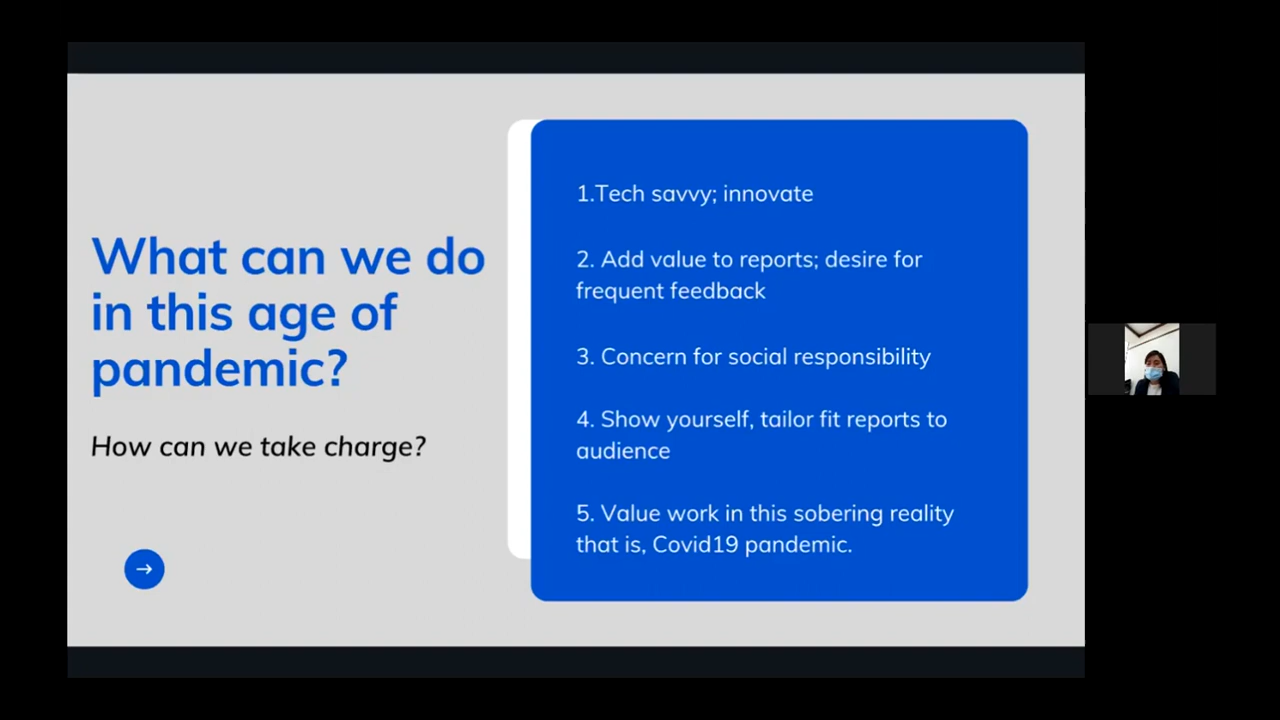 What can we do
in this age of
pandemic?
How can we take charge?
1.Tech savvy; innovate
2. Add value to reports; desire for
frequent feedback
3. Concern for social responsibility
4. Show yourself, tailor fit reports to
audience
5. Value work in this sobering reality
that is, Covid19 pandemic.